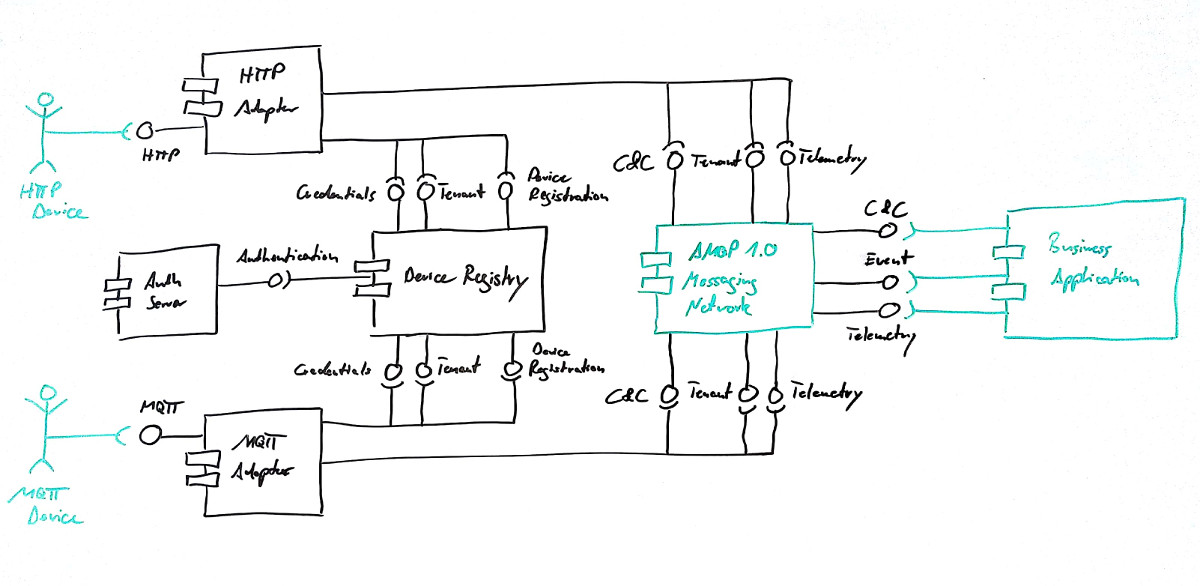 HTTP
Adapter
HTTP
HTTP
Device
C&C
Tenant
Telemetry
Credentials
Tenant
Device
Registration
Authentication
Auth
Server
Device Registry
AMQP 1.0
Messaging
Network
C&C
Event
Telemetry
Business
Application
Credentials
Tenant
Device
Registration
C&C
Tenant
Telemetry
MQTT
MQTT
Adapter
MQTT
Device